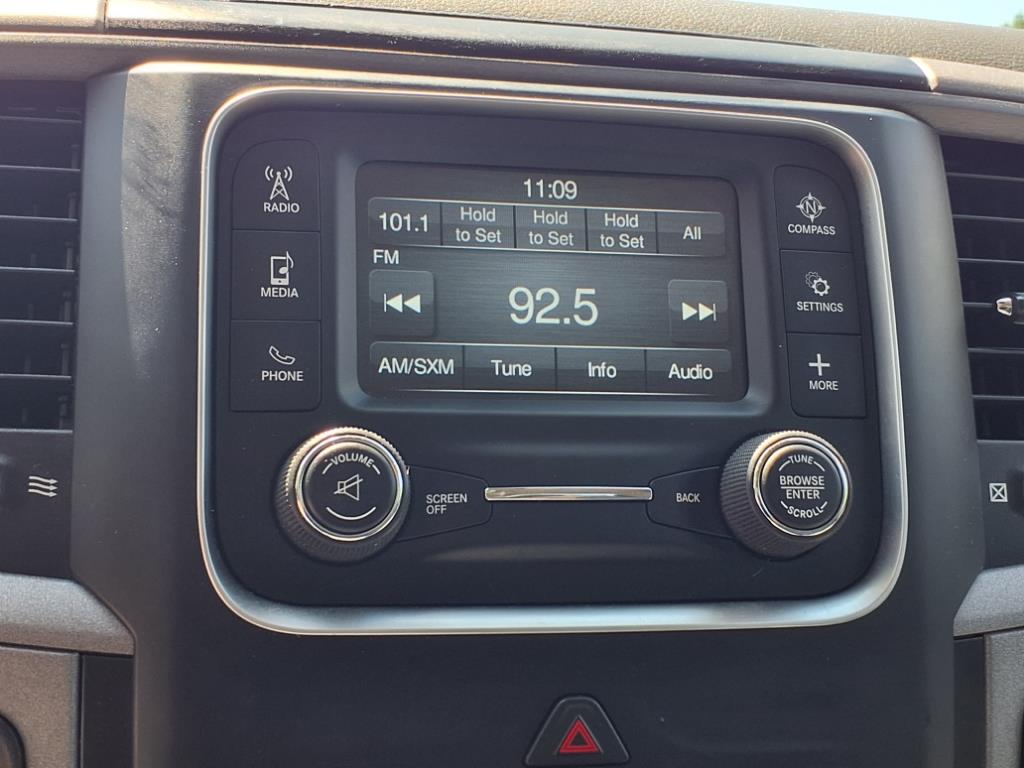 11:09
101.1
Hold
to Set
Hold
to Set
Hold
to Set
All
FM
92.5
AM/SXM
Tune
Info
Audio
RADIO
MEDIA
PHONE
N
COMPASS
SETTINGS
MORE
VOLUME
SCREEN
OFF
BACK
TUNE
BROWSE
ENTER
SCROLL